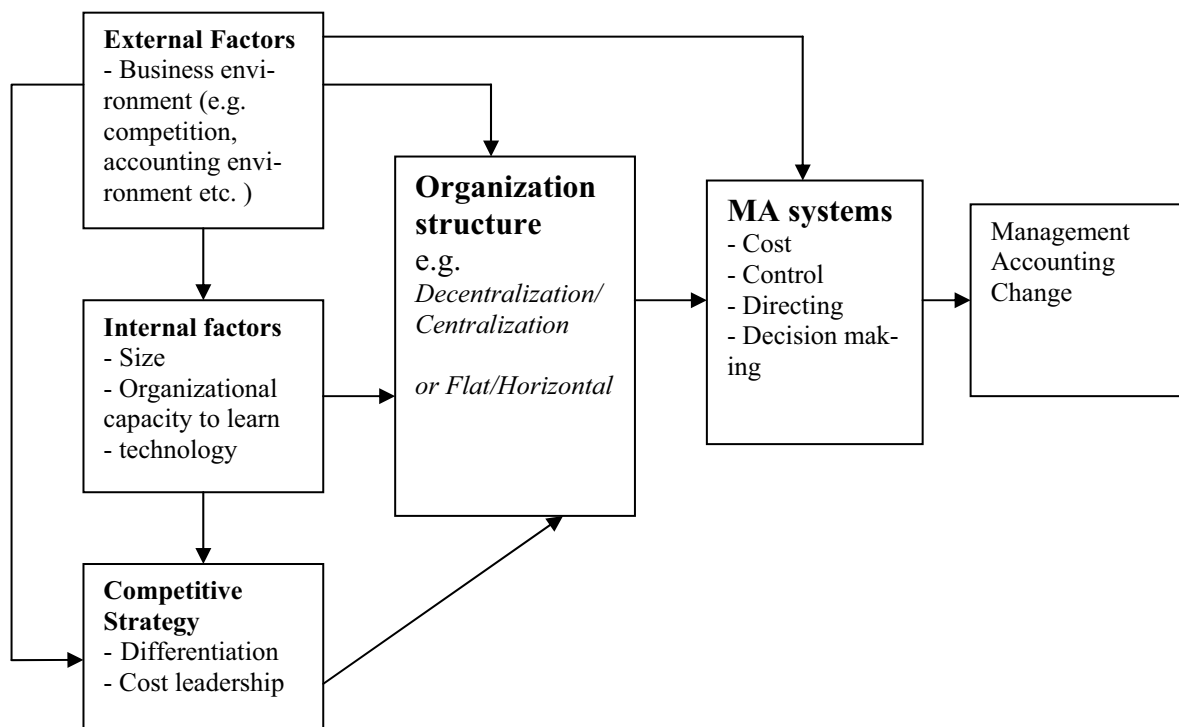 External Factors
- Business envi-
ronment (e.g.
competition,
accounting envi-
ronment etc. )
Internal factors
- Size
- Organizational
capacity to learn
- technology
Competitive
Strategy
- Differentiation
- Cost leadership
Organization
structure
e.g.
Decentralization/
Centralization
or Flat/Horizontal
MA systems
- Cost
- Control
- Directing
- Decision mak-
ing
Management
Accounting
Change